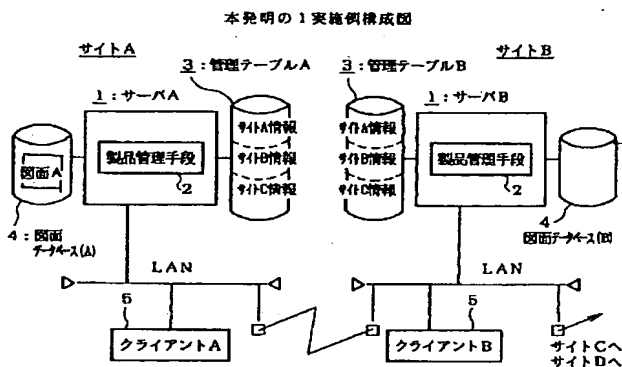 本発明の1実施例構成図
サイトA
サイトB
3:管理テーブルA
3:管理テーブルB
1:サーバA
1:サーバB
サイトA情報
サイトB情報
サイトC情報
サイトA情報
サイトB情報
サイトC情報
図面A
製品管理手段
2
製品管理手段
2
4:図面
データベース(A)
4
図面データベース(B)
LAN
LAN
5
5
クライアントA
クライアントB
サイトCへ
サイトDへ